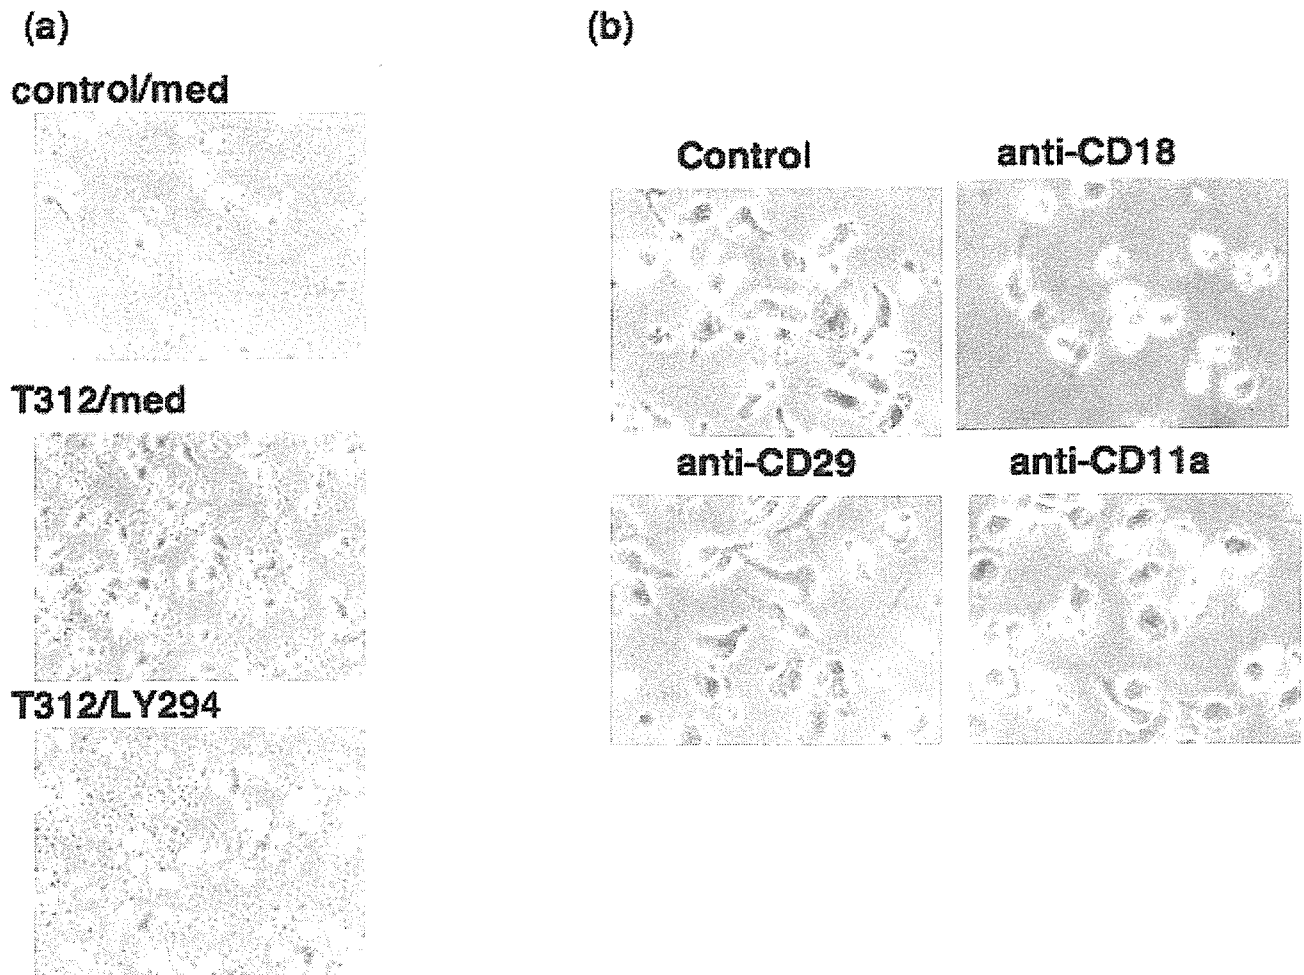 (a)
control/med
T312/med
T312/LY294
(b)
Control
anti-CD18
anti-CD29
anti-CD11a